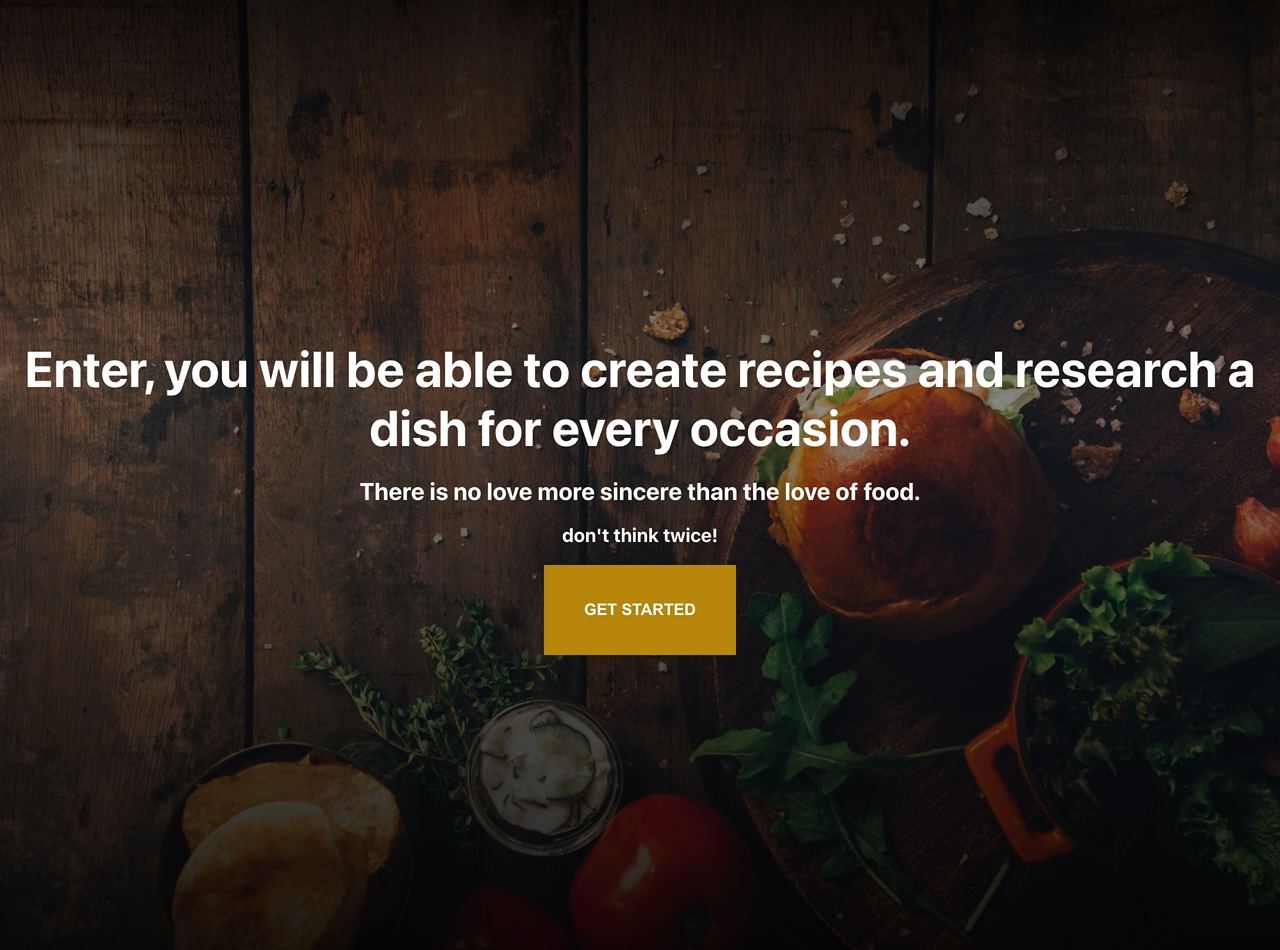 Enter, you will be able to create recipes and research a
dish for every occasion.
There is no love more sincere than the love of food.
don't think twice!
GET STARTED